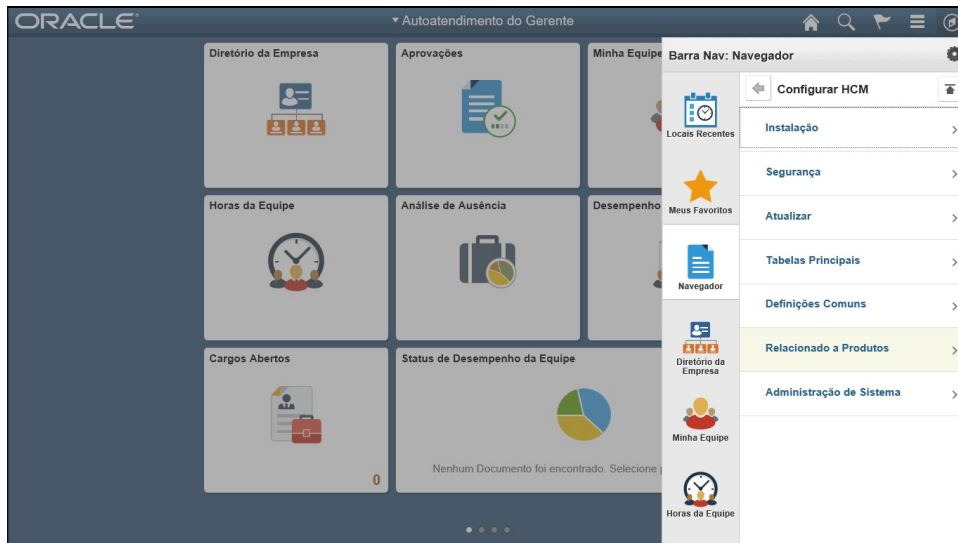 ORACLE
Autoatendimento do Gerente
Diretório da Empresa
Aprovações
Minha Equipe
Horas da Equipe
Análise de Ausência
Desempenho
Cargos Abertos
0
Status de Desempenho da Equipe
Nenhum Documento foi encontrado. Selecione
Barra Nav: Navegador
Locais Recentes
Meus Favoritos
Navegador
Diretório da
Empresa
Minha Equipe
Horas da Equipe
Configurar HCM
Instalação
Segurança
Atualizar
Tabelas Principais
Definições Comuns
Relacionado a Produtos
Administração de Sistema